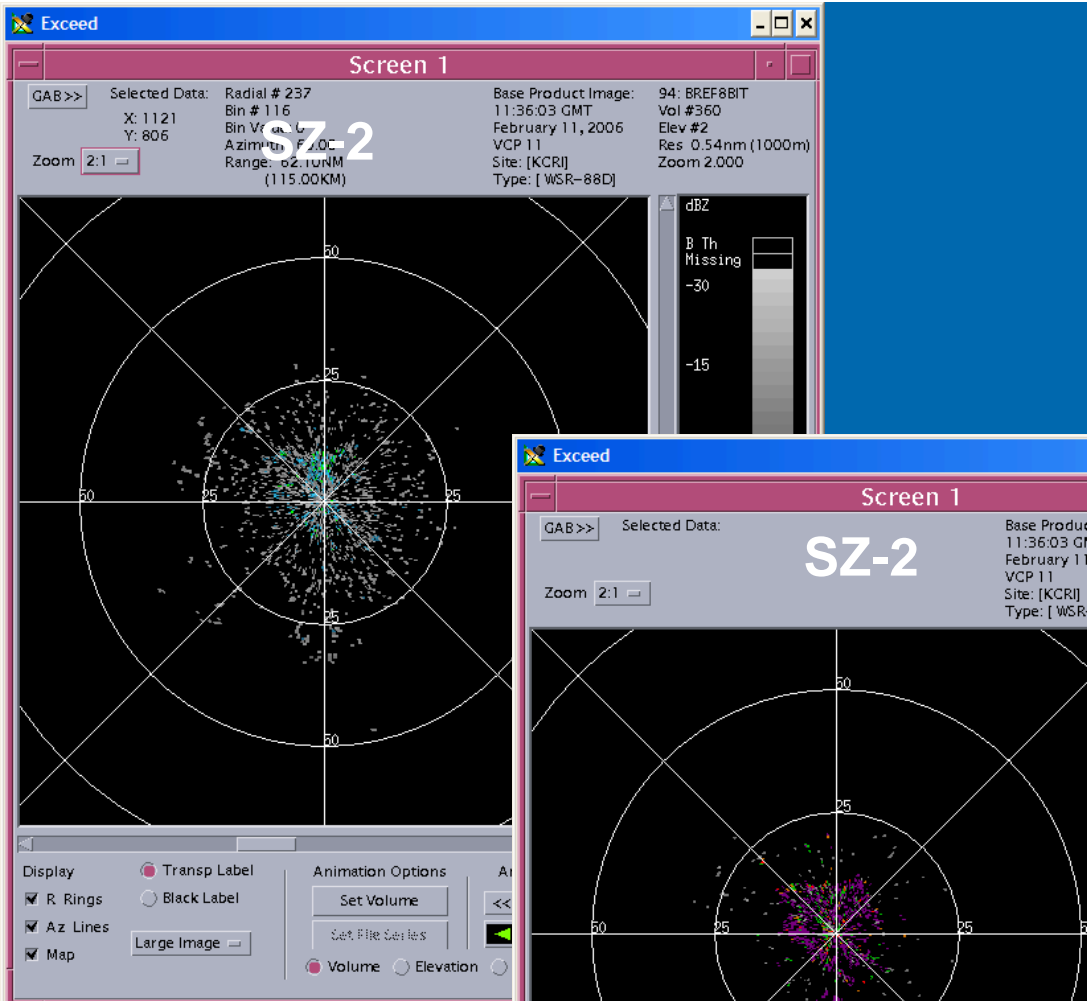 Exceed
Screen 1
GAB>>
Selected Data:
X: 1121
Y: 806
Zoom 2:1
Radial # 237
Bin # 116
Bin
Range: 62.10NM
(115.00KM)
SZ-2
Base Product Image:
11:36:03 GMT
February 11, 2006
VCP 11
Site: [KCRI]
Type: [ WSR-88D]
94: BREF8BIT
Vol #360
Elev #2
Res 0.54nm (1000m)
Zoom 2.000
dBZ
B Th
Missing
-30
-15
50
25
50
25
25
25
50
Display
R Rings
Az Lines
Map
Transp Label
Black Label
Large Image
Animation Options
Set Volume
Set File Series
Volume
Elevation
<<
Exceed
Screen 1
GAB>>
Selected Data:
Zoom 2:1
SZ-2
11:36:03
February 11
VCP 11
Site: [KCRI]
Type: [
50
25
50
25
25